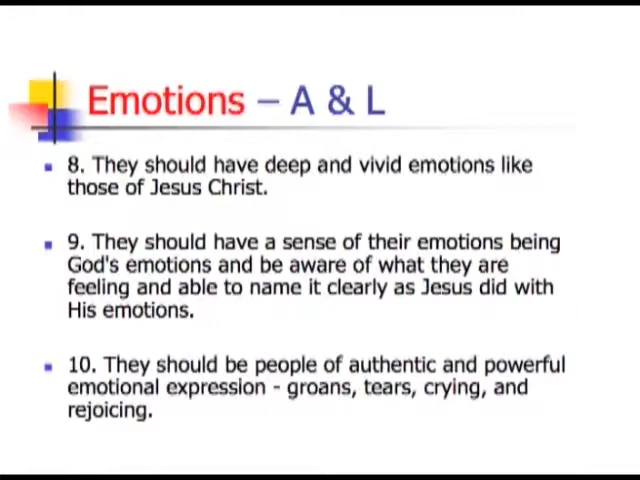 Emotions – A & L
8. They should have deep and vivid emotions like
those of Jesus Christ.
9. They should have a sense of their emotions being
God's emotions and be aware of what they are
feeling and able to name it clearly as Jesus did with
His emotions.
10. They should be people of authentic and powerful
emotional expression - groans, tears, crying, and
rejoicing.